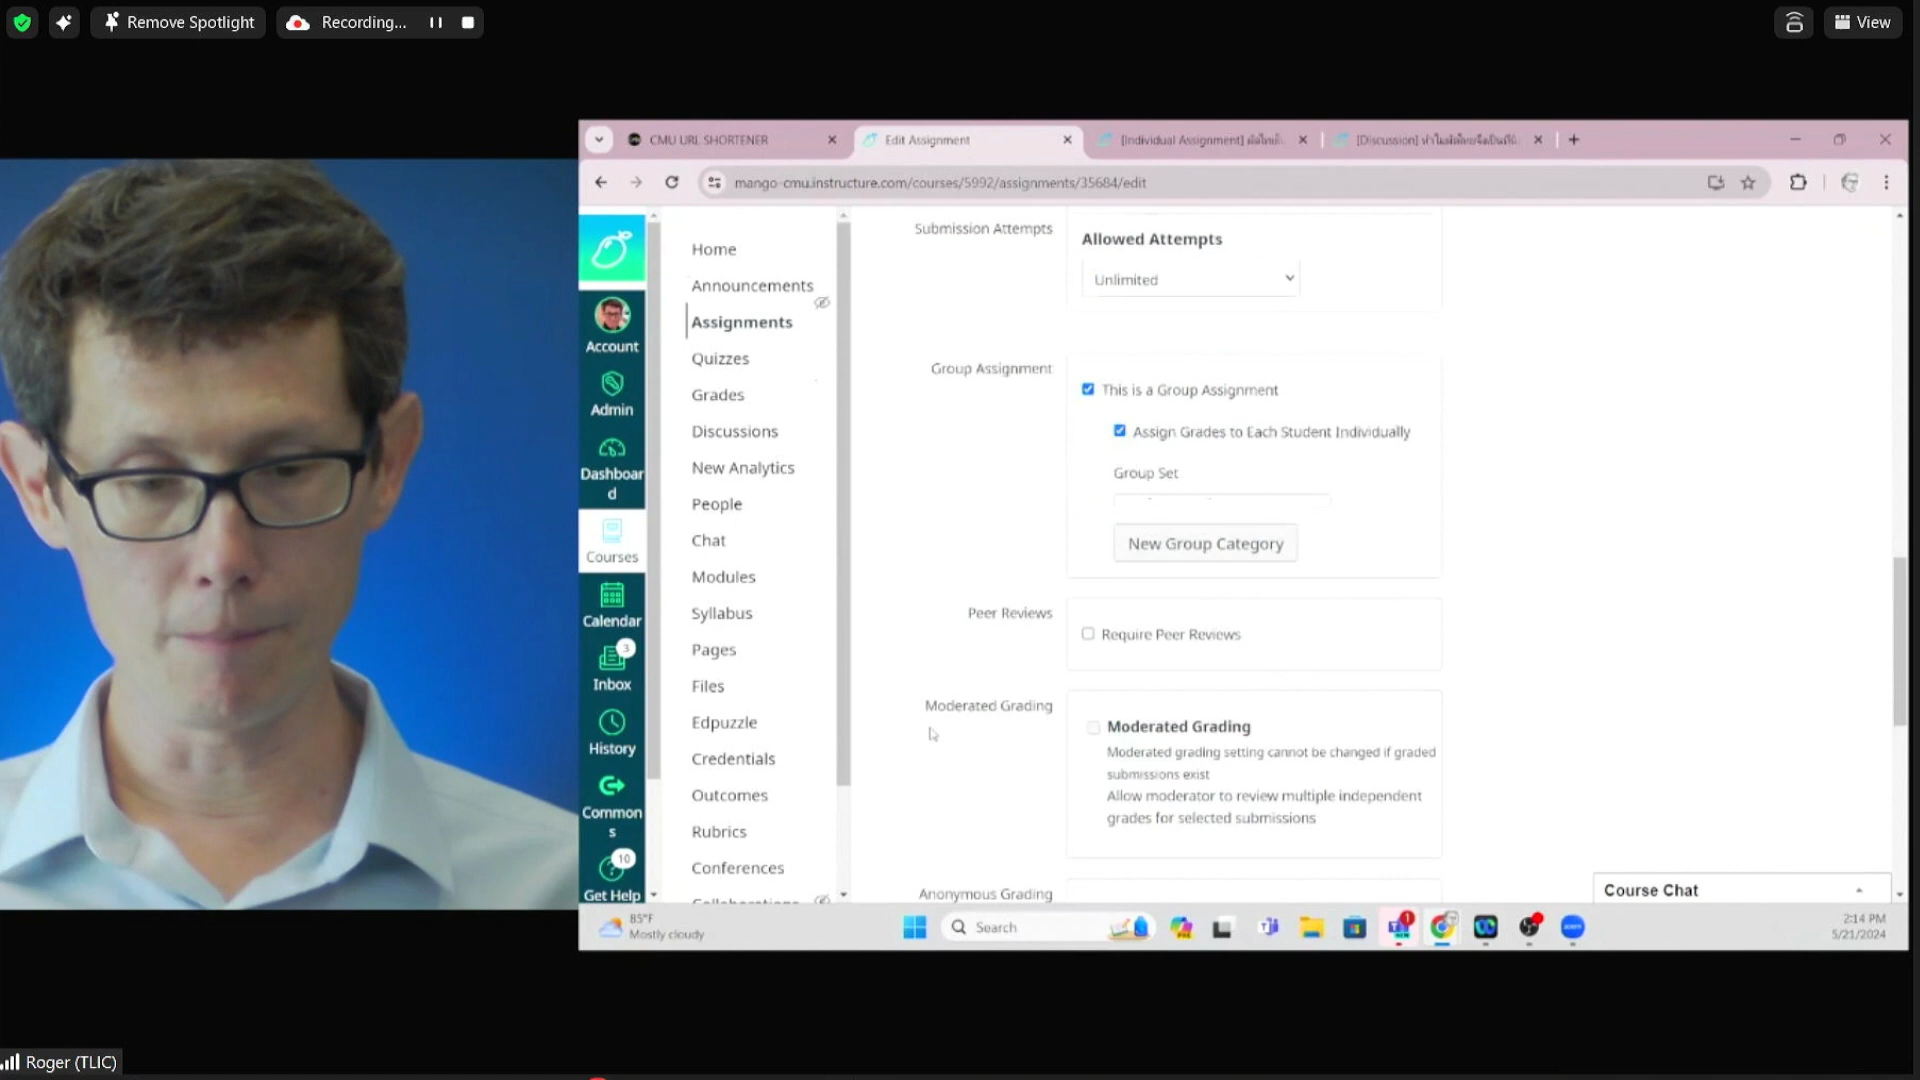 Remove Spotlight
Recording...
View
CMU URL SHORTENER
Edit Assignment
[Individual Assignment]
[Discussion]
mango-cmu.instructure.com/courses/5992/assignments/35684/edit
Account
Admin
Dashboar
d
Courses
Calendar
3
Inbox
History
Common
s
10
Get Help
Home
Announcements
Assignments
Quizzes
Grades
Discussions
New Analytics
People
Chat
Modules
Syllabus
Pages
Files
Edpuzzle
Credentials
Outcomes
Rubrics
Conferences
Collaborations
Submission Attempts
Allowed Attempts
Unlimited
Group Assignment
This is a Group Assignment
Assign Grades to Each Student Individually
Group Set
New Group Category
Peer Reviews
Require Peer Reviews
Moderated Grading
Moderated Grading
Moderated grading setting cannot be changed if graded
submissions exist
Allow moderator to review multiple independent
grades for selected submissions
Anonymous Grading
Course Chat
85°F
Mostly cloudy
Search
1
2:14 PM
5/21/2024
Roger (TLIC)